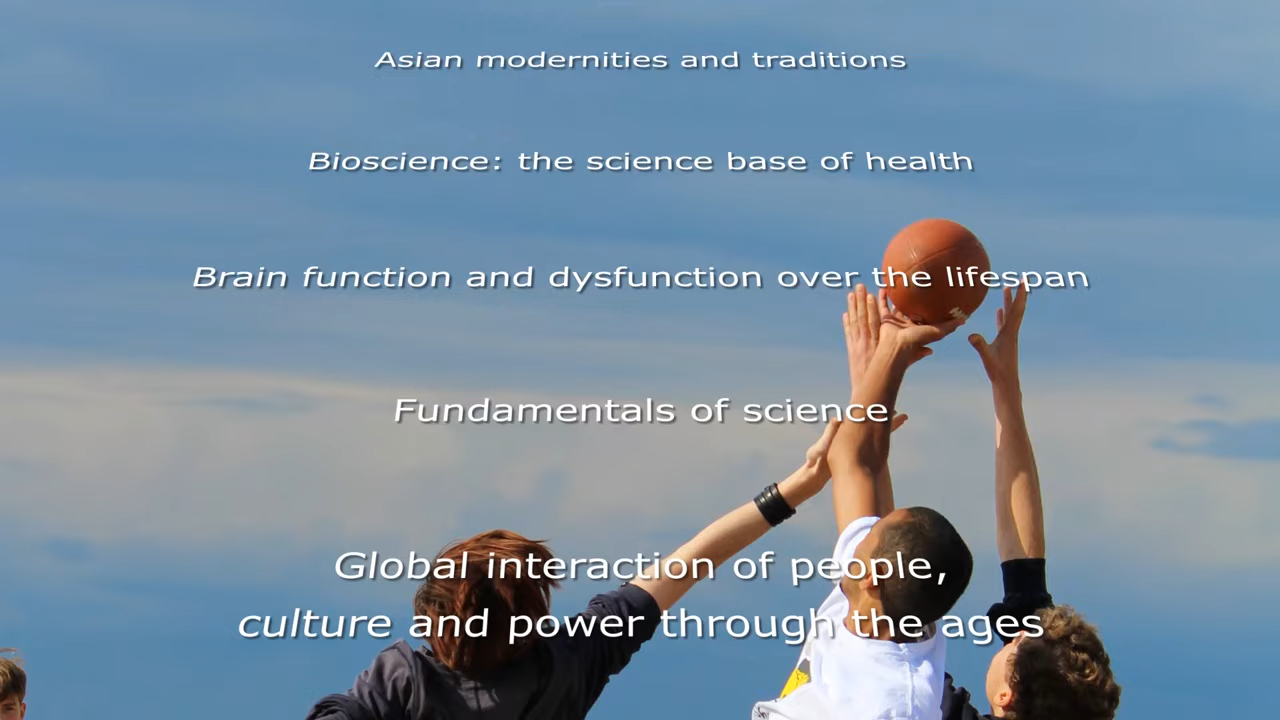 Asian modernities and traditions
Bioscience: the science base of health
Brain function and dysfunction over the lifespan
Fundamentals of science
Global interaction of people,
culture and power through the ages